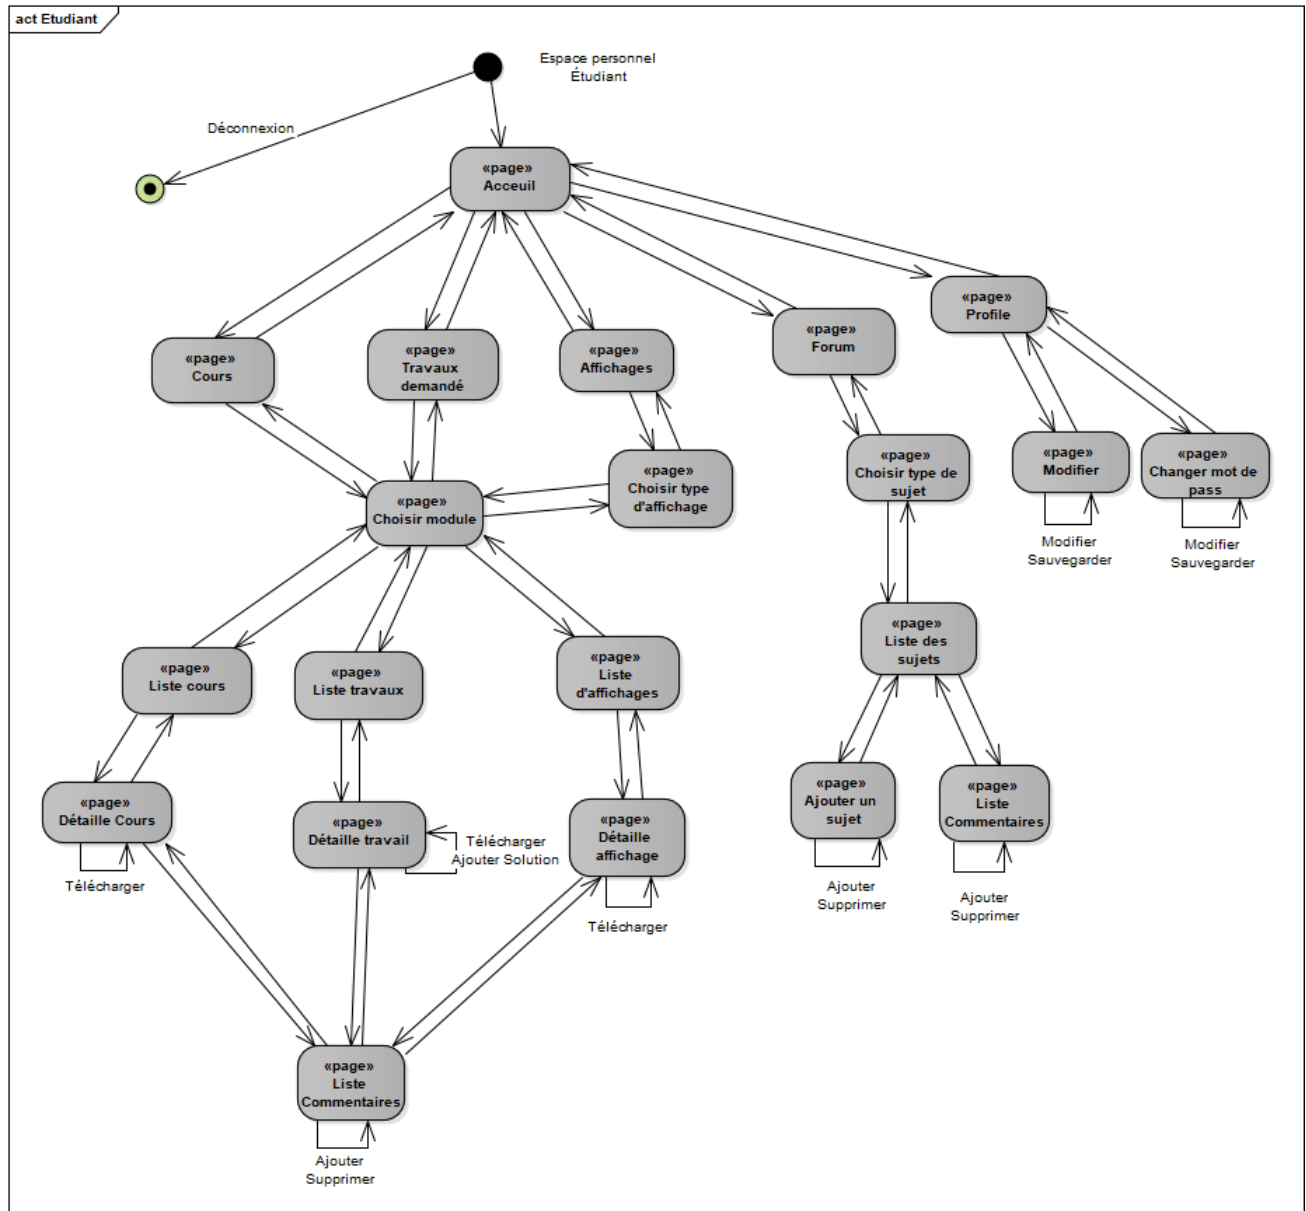 act Etudiant
Espace personnel
Étudiant
Déconnexion
«page»
Acceuil
«page»
Profile
«page»
Forum
«page»
Cours
«page»
Travaux
demandé
«page»
Affichages
«page»
Choisir type
d'affichage
«page»
Choisir type de
sujet
«page»
Modifier
«page»
Changer mot de
pass
«page»
Choisir module
Modifier
Sauvegarder
Modifier
Sauvegarder
«page»
Liste des
sujets
«page»
Liste cours
«page»
Liste travaux
«page»
Liste
d'affichages
«page»
Détaille Cours
«page»
Détaille travail
«page»
Détaille
affichage
«page»
Ajouter un
sujet
«page»
Liste
Commentaires
Télécharger
Télécharger
Ajouter Solution
Télécharger
Ajouter
Supprimer
Ajouter
Supprimer
«page»
Liste
Commentaires
Ajouter
Supprimer